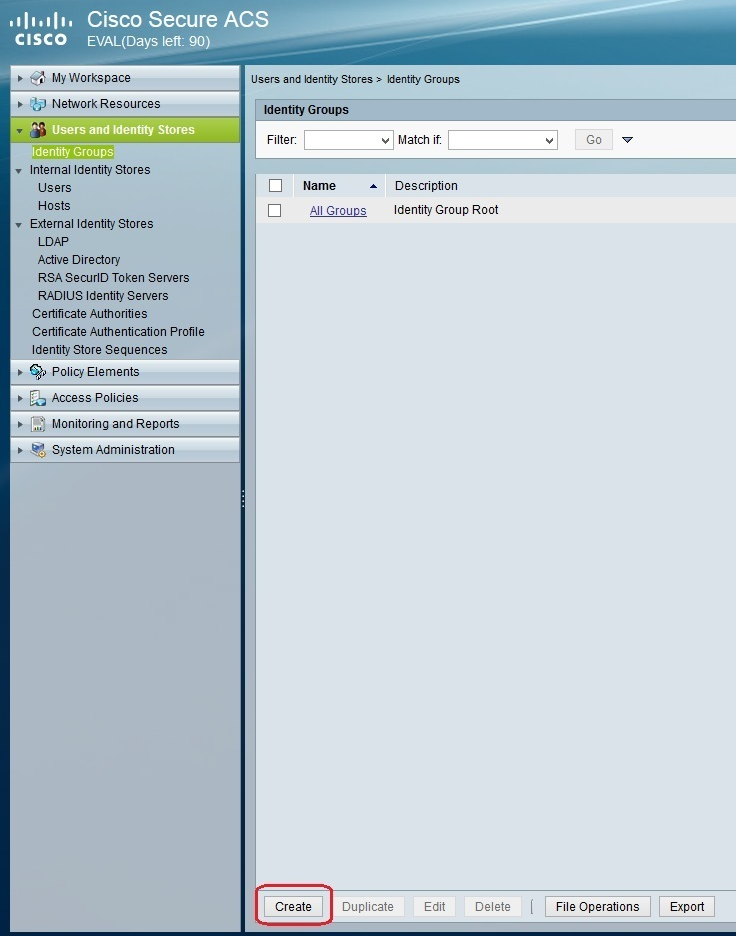 CISCO
Cisco Secure ACS
EVAL(Days left: 90)
My Workspace
Network Resources
Users and Identity Stores
Identity Groups
Internal Identity Stores
Users
Hosts
External Identity Stores
LDAP
Active Directory
RSA SecurID Token Servers
RADIUS Identity Servers
Certificate Authorities
Certificate Authentication Profile
Identity Store Sequences
Policy Elements
Access Policies
Monitoring and Reports
System Administration
Users and Identity Stores > Identity Groups
Identity Groups
Filter: Match if: Go
Name Description
All Groups Identity Group Root
Create Duplicate Edit Delete | File Operations Export